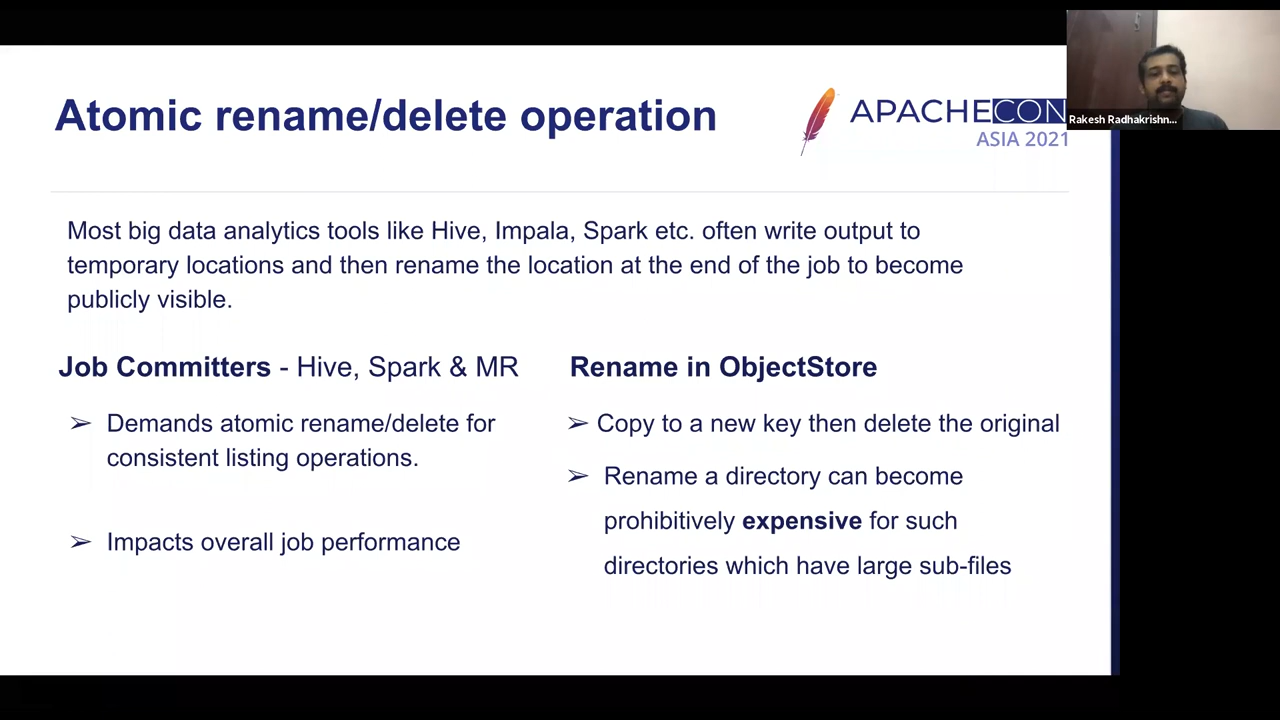 Atomic rename/delete operation
APACHECON
ASIA 2021
Rakesh Radhakrishn...
Most big data analytics tools like Hive, Impala, Spark etc. often write output to
temporary locations and then rename the location at the end of the job to become
publicly visible.
Job Committers - Hive, Spark & MR
➢ Demands atomic rename/delete for
consistent listing operations.
➢ Impacts overall job performance
Rename in ObjectStore
➢ Copy to a new key then delete the original
➢ Rename a directory can become
prohibitively expensive for such
directories which have large sub-files